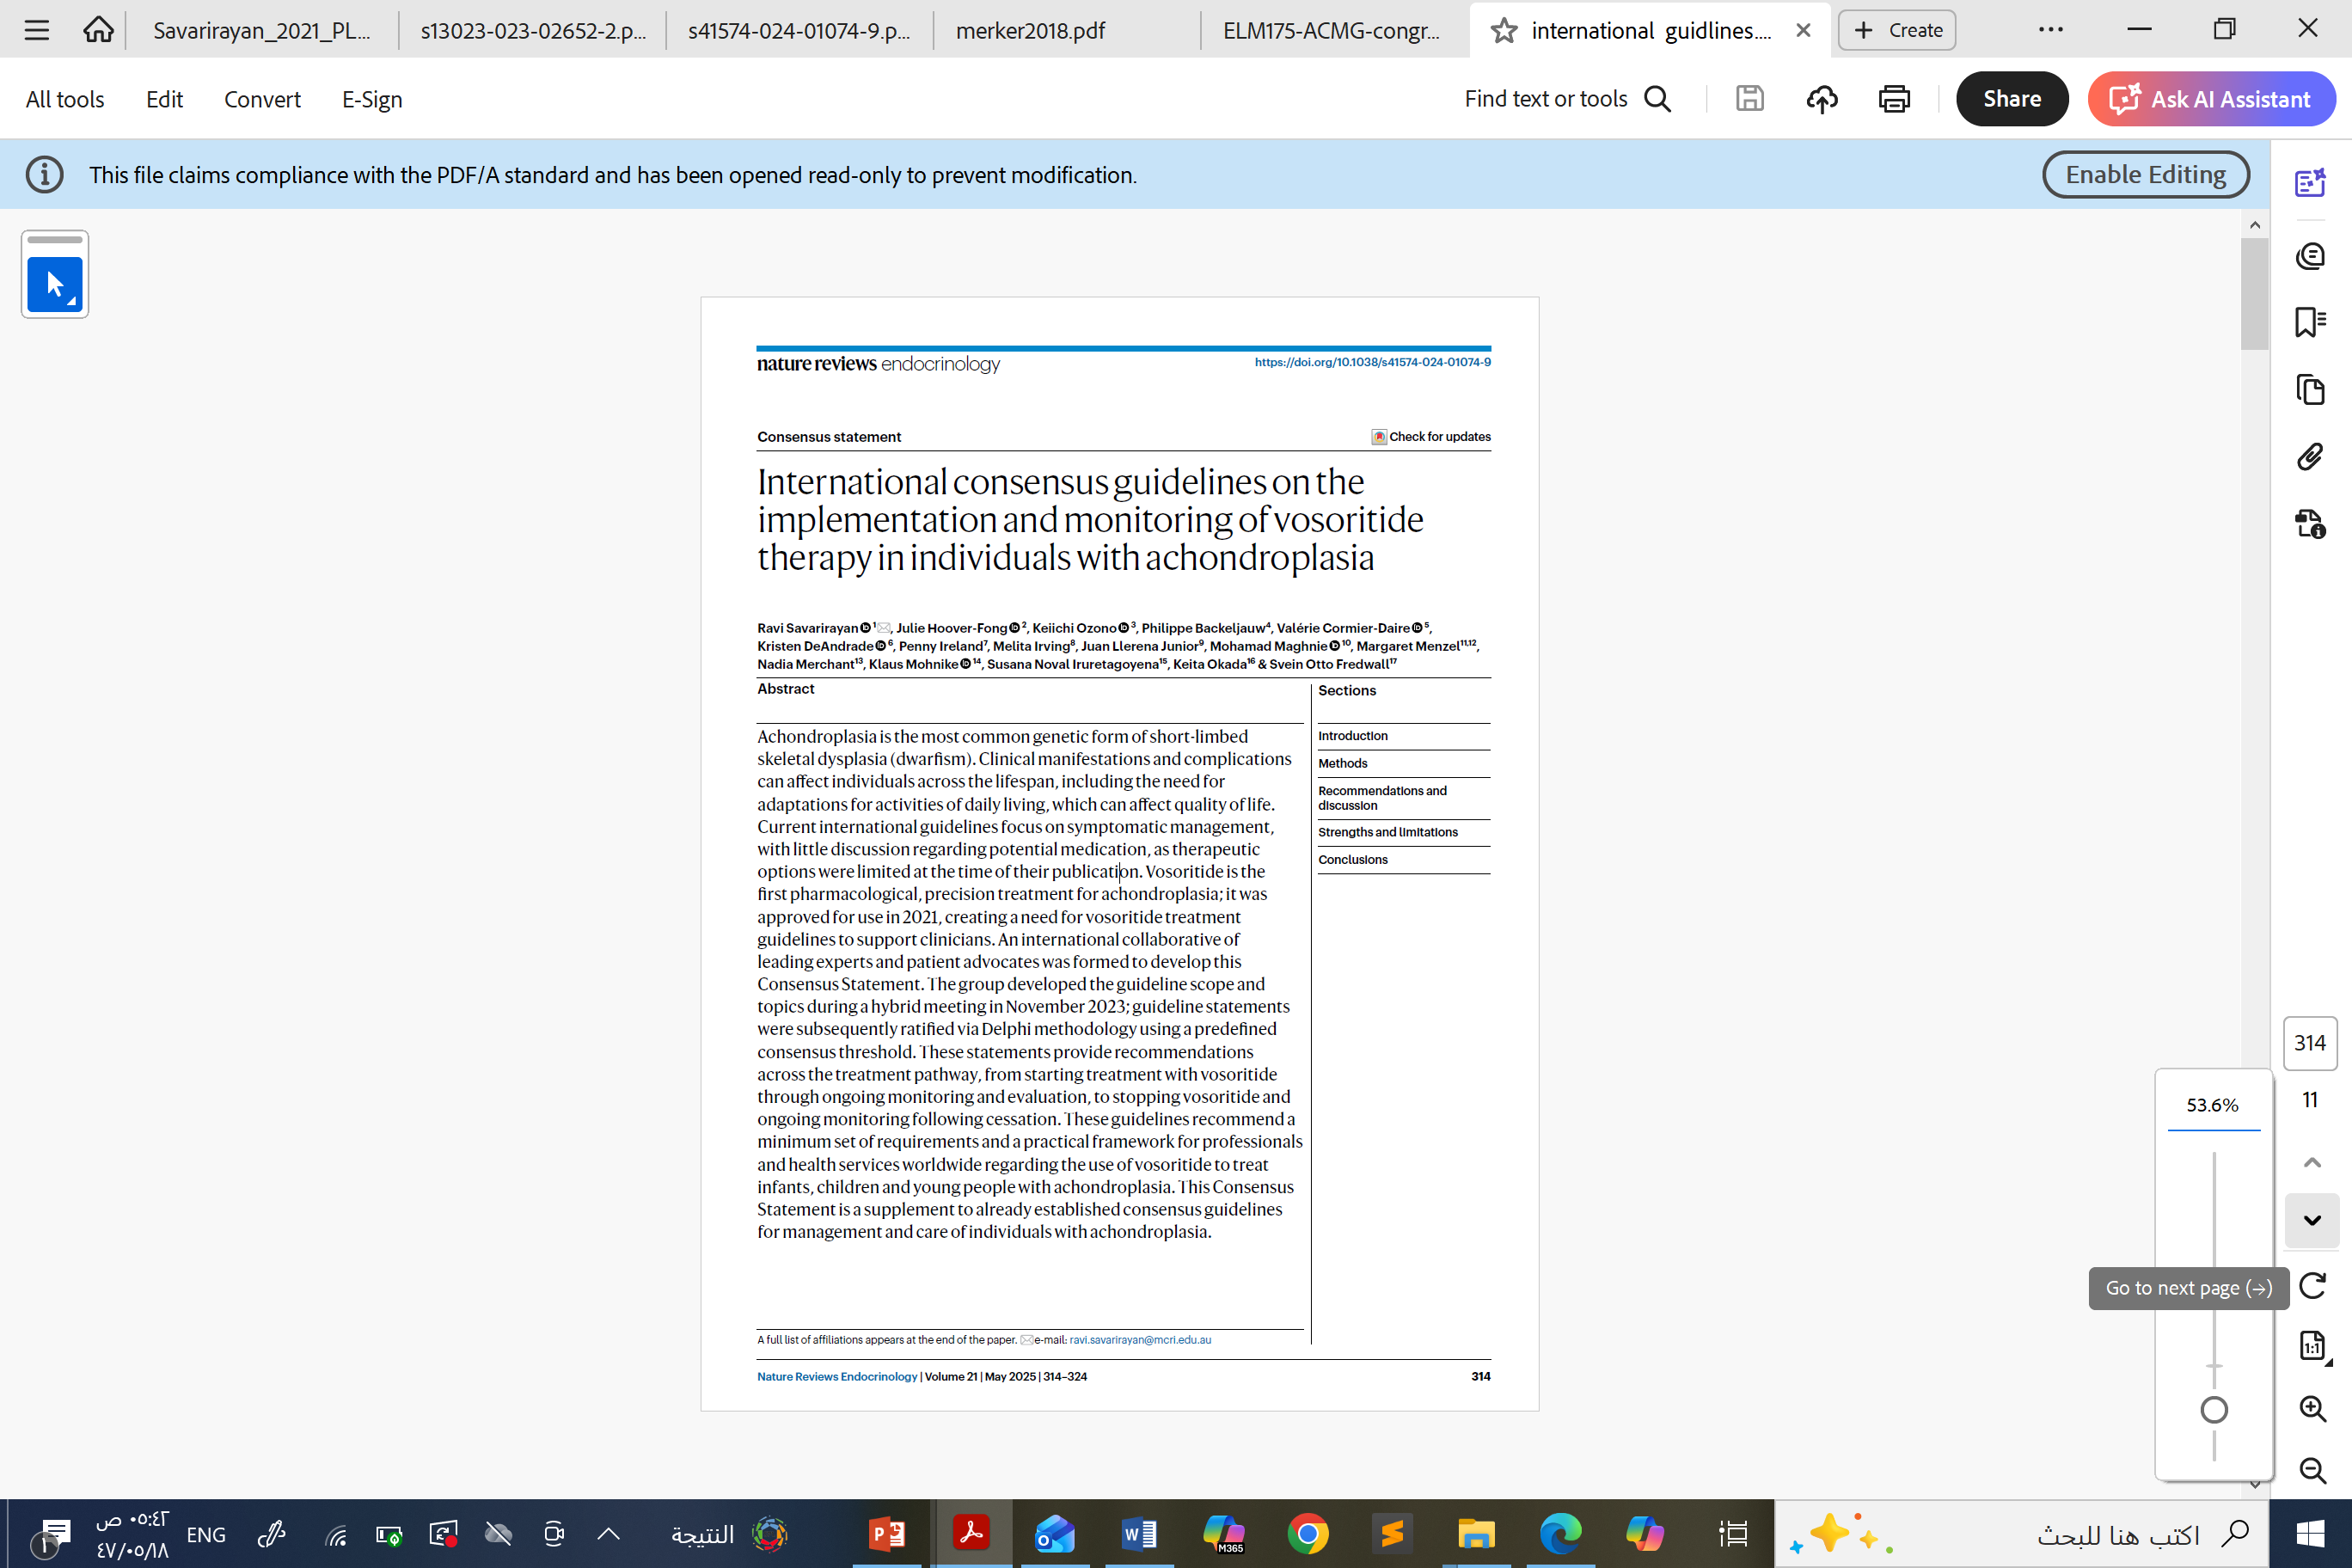 Savarirayan_2021_PL...
s13023-023-02652-2.p...
s41574-024-01074-9.p...
merker2018.pdf
ELM175-ACMG-congr...
international guidlines....
Create
All tools
Edit
Convert
E-Sign
Find text or tools
Share
Ask AI Assistant
This file claims compliance with the PDF/A standard and has been opened read-only to prevent modification.
Enable Editing
nature reviews endocrinology
https://doi.org/10.1038/s41574-024-01074-9
Consensus statement
Check for updates
International consensus guidelines on the
implementation and monitoring of vosoritide
therapy in individuals with achondroplasia
Ravi Savarirayan 1, Julie Hoover-Fong 2, Keiichi Ozono 3, Philippe Backeljauw4, Valérie Cormier-Daire 5,
Kristen DeAndrade 6, Penny Ireland7, Melita Irving8, Juan Llerena Junior9, Mohamad Maghnie 10, Margaret Menzel11,12,
Nadia Merchant13, Klaus Mohnike 14, Susana Noval Iruretagoyena15, Keita Okada16 & Svein Otto Fredwall17
Abstract
Achondroplasia is the most common genetic form of short-limbed
skeletal dysplasia (dwarfism). Clinical manifestations and complications
can affect individuals across the lifespan, including the need for
adaptations for activities of daily living, which can affect quality of life.
Current international guidelines focus on symptomatic management,
with little discussion regarding potential medication, as therapeutic
options were limited at the time of their publication. Vosoritide is the
first pharmacological, precision treatment for achondroplasia; it was
approved for use in 2021, creating a need for vosoritide treatment
guidelines to support clinicians. An international collaborative of
leading experts and patient advocates was formed to develop this
Consensus Statement. The group developed the guideline scope and
topics during a hybrid meeting in November 2023; guideline statements
were subsequently ratified via Delphi methodology using a predefined
consensus threshold. These statements provide recommendations
across the treatment pathway, from starting treatment with vosoritide
through ongoing monitoring and evaluation, to stopping vosoritide and
ongoing monitoring following cessation. These guidelines recommend a
minimum set of requirements and a practical framework for professionals
and health services worldwide regarding the use of vosoritide to treat
infants, children and young people with achondroplasia. This Consensus
Statement is a supplement to already established consensus guidelines
for management and care of individuals with achondroplasia.
Sections
Introduction
Methods
Recommendations and
discussion
Strengths and limitations
Conclusions
A full list of affiliations appears at the end of the paper. e-mail: ravi.savarirayan@mcri.edu.au
Nature Reviews Endocrinology | Volume 21 | May 2025 | 314–324
314
314
11
53.6%
Go to next page (→)
1:1
٠٥:٤٣ ص
٤٧/٠٥/١٨
١
ENG
النتيجة
M365
اكتب هنا للبحث